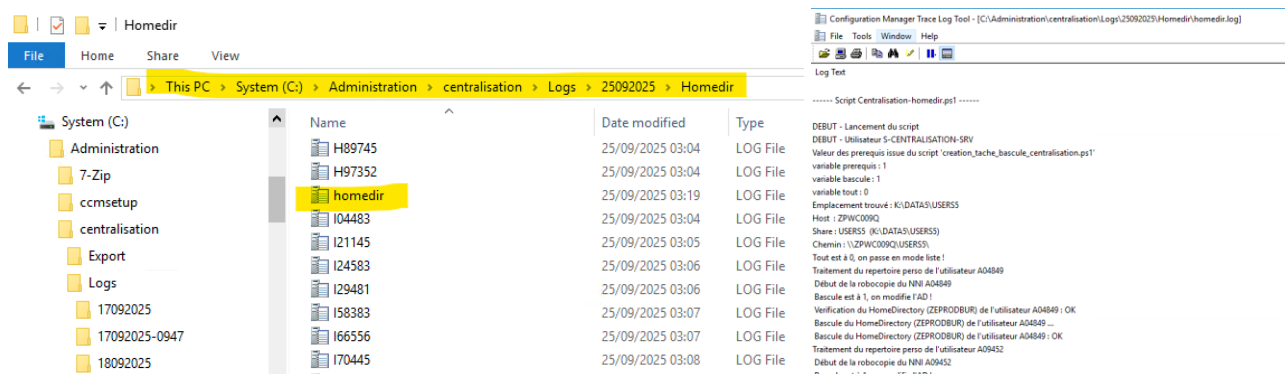 Homedir
File Home Share View
This PC > System (C:) > Administration > centralisation > Logs > 25092025 > Homedir
System (C:)
Administration
7-Zip
ccmsetup
centralisation
Export
Logs
17092025
17092025-0947
18092025
Name Date modified Type
H89745 25/09/2025 03:04 LOG File
H97352 25/09/2025 03:04 LOG File
homedir 25/09/2025 03:19 LOG File
I04483 25/09/2025 03:04 LOG File
I21145 25/09/2025 03:05 LOG File
I24583 25/09/2025 03:06 LOG File
I29481 25/09/2025 03:06 LOG File
I58383 25/09/2025 03:07 LOG File
I66556 25/09/2025 03:07 LOG File
I70445 25/09/2025 03:08 LOG File
Configuration Manager Trace Log Tool - [C:\Administration\centralisation\Logs\25092025\Homedir\homedir.log]
File Tools Window Help
Log Text
------ Script Centralisation-homedir.ps1 ------
DEBUT - Lancement du script
DEBUT - Utilisateur S-CENTRALISATION-SRV
Valeur des prerequis issue du script 'creation_tache_bascule_centralisation.ps1'
variable prerequis : 1
variable bascule : 1
variable tout : 0
Emplacement trouvé : K:\DATA5\USERS5
Host : ZPWC009Q
Share : USERS5 (K:\DATA5\USERS5)
Chemin : \\ZPWC009Q\USERS5\
Tout est à 0, on passe en mode liste !
Traitement du repertoire perso de l'utilisateur A04849
Début de la robocopie du NNI A04849
Bascule est à 1, on modifie l'AD !
Verification du HomeDirectory (ZEPRODBUR) de l'utilisateur A04849 : OK
Bascule du HomeDirectory (ZEPRODBUR) de l'utilisateur A04849 ...
Bascule du HomeDirectory (ZEPRODBUR) de l'utilisateur A04849 : OK
Traitement du repertoire perso de l'utilisateur A09452
Début de la robocopie du NNI A09452